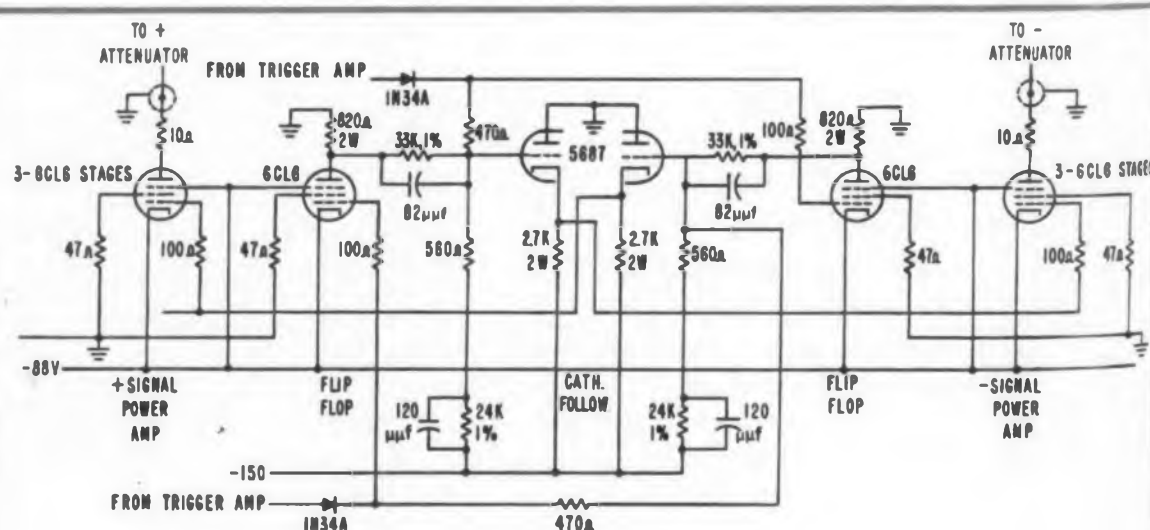 TO +
ATTENUATOR
TO -
ATTENUATOR
FROM TRIGGER AMP
1N34A
10Ω
820Ω
2W
33K,1%
470Ω
5687
33K,1%
100Ω
820Ω
2W
10Ω
3-6CL6 STAGES
6CL6
82μμf
82μμf
6CL6
3-6CL6 STAGES
47Ω
100Ω
47Ω
100Ω
560Ω
2.7K
2W
2.7K
2W
560Ω
47Ω
100Ω
47Ω
-88V
+SIGNAL
POWER
AMP
FLIP
FLOP
CATH.
FOLLOW
FLIP
FLOP
-SIGNAL
POWER
AMP
120
μμf
24K
1%
24K
1%
120
μμf
-150
FROM TRIGGER AMP
1N34A
470Ω